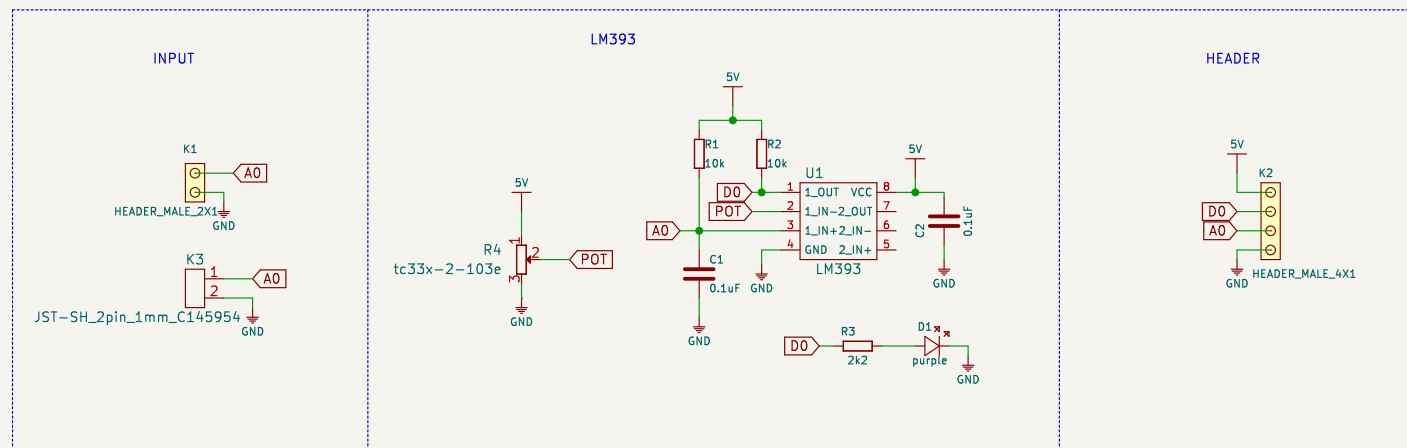 INPUT
K1
A0
HEADER_MALE_2X1
GND
K3
1
A0
2
JST-SH_2pin_1mm_C145954
GND
LM393
5V
R1
10k
R2
10k
5V
R4
tc33x-2-103e
1
2
3
POT
GND
D0
POT
A0
U1
1 1_OUT VCC 8
2 1_IN-2_OUT 7
3 1_IN+2_IN- 6
4 GND 2_IN+ 5
LM393
GND
C1
0.1uF
GND
5V
C2
0.1uF
GND
D0
R3
2k2
D1
purple
GND
HEADER
5V
K2
D0
A0
GND
HEADER_MALE_4X1